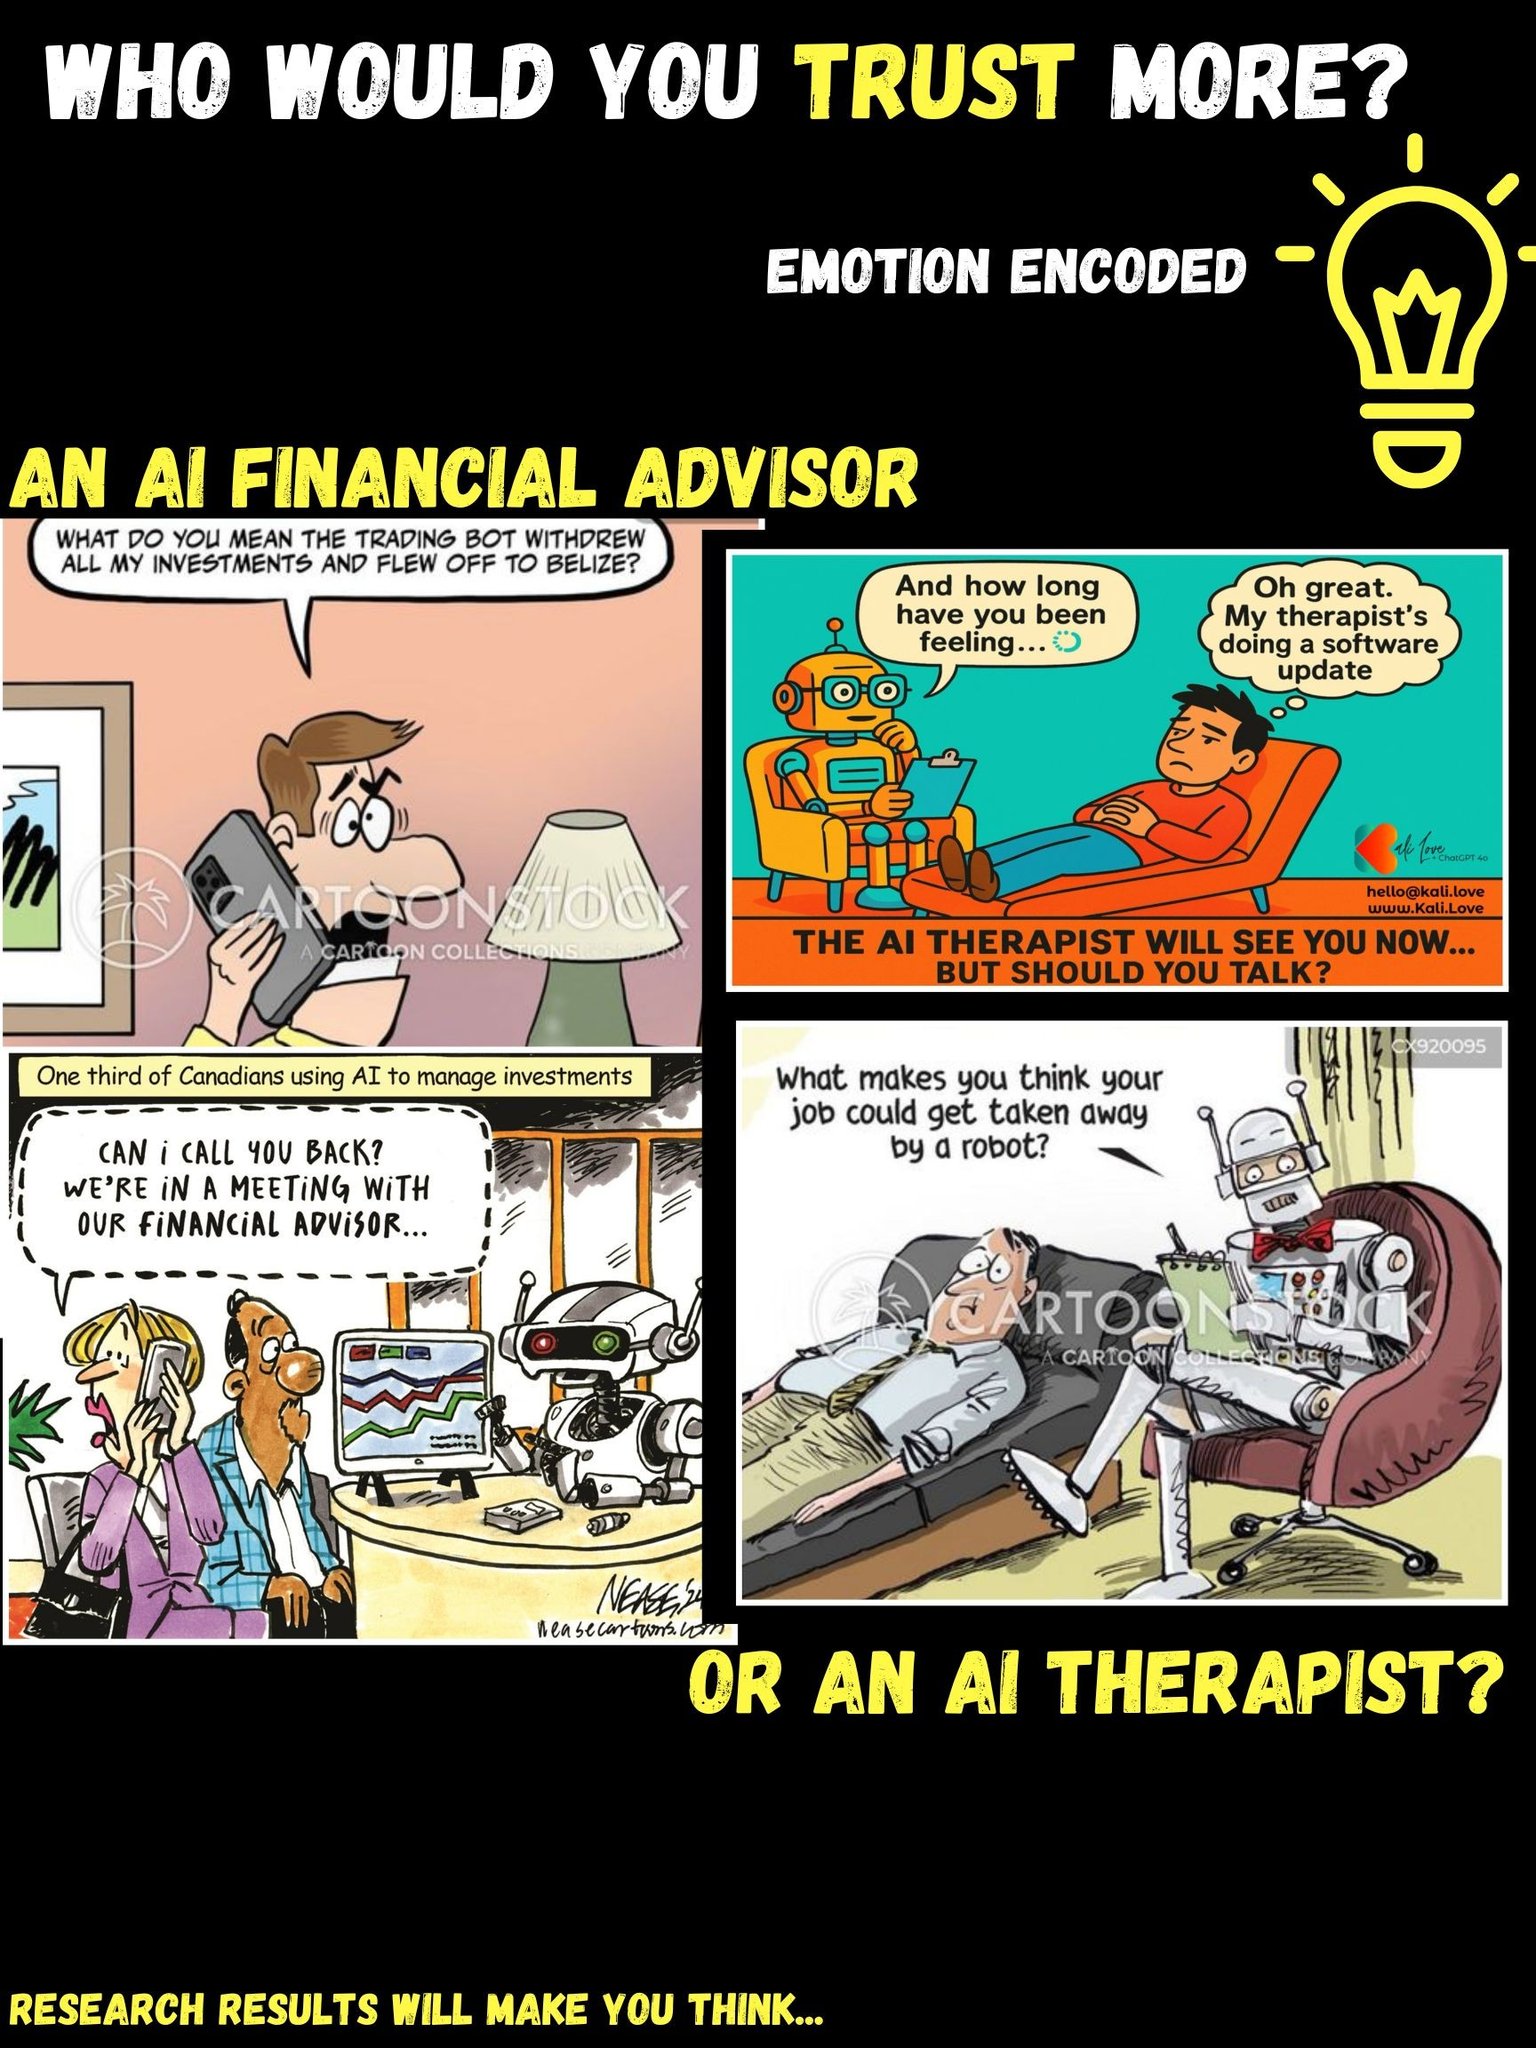 WHO WOULD YOU TRUST MORE?
EMOTION ENCODED
AN AI FINANCIAL ADVISOR
WHAT DO YOU MEAN THE TRADING BOT WITHDREW
ALL MY INVESTMENTS AND FLEW OFF TO BELIZE?
CARTOONSTOCK
A CARTOON COLLECTIONS COMPANY
And how long
have you been
feeling...
Oh great.
My therapist's
doing a software
update
Kali Love
+ ChatGPT 4o
hello@kali.love
www.Kali.Love
THE AI THERAPIST WILL SEE YOU NOW...
BUT SHOULD YOU TALK?
One third of Canadians using AI to manage investments
CAN i CALL YOU BACK?
WE'RE iN A MEETiNG WiTH
OUR FiNANCiAL ADViSOR...
NEASE
neasecartoons.com
CX920095
What makes you think your
job could get taken away
by a robot?
CARTOONSTOCK
A CARTOON COLLECTIONS COMPANY
OR AN AI THERAPIST?
RESEARCH RESULTS WILL MAKE YOU THINK...